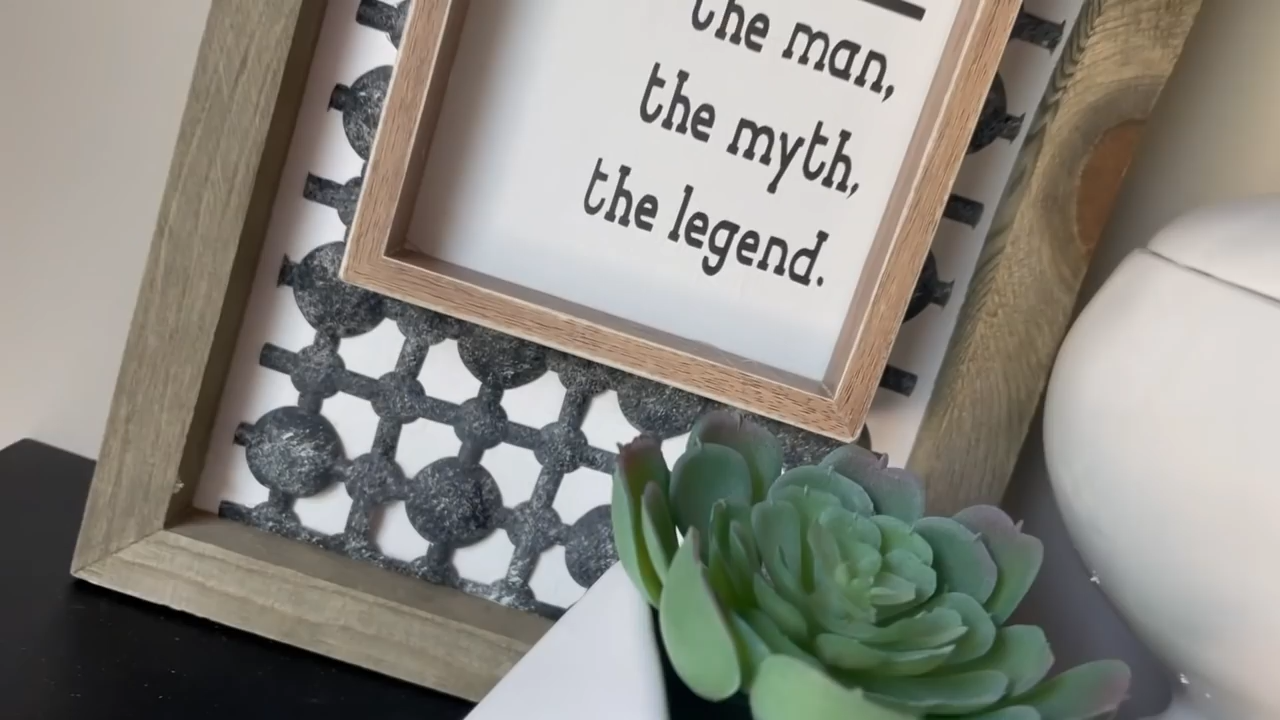 the man,
the myth,
the legend.